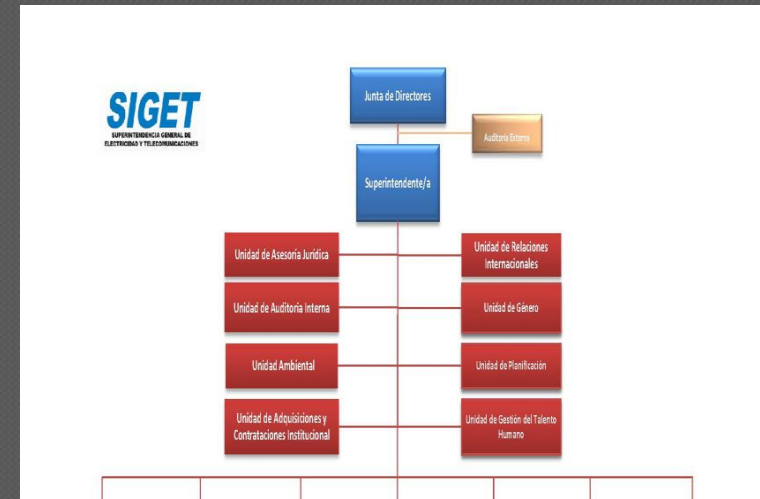 SIGET
SUPERINTENDENCIA GENERAL DE
ELECTRICIDAD Y TELECOMUNICACIONES
Junta de Directores
Auditoria Externa
Superintendente/a
Unidad de Asesoría Jurídica
Unidad de Relaciones
Internacionales
Unidad de Auditoria Interna
Unidad de Género
Unidad Ambiental
Unidad de Planificación
Unidad de Adquisiciones y
Contrataciones Institucional
Unidad de Gestión del Talento
Humano